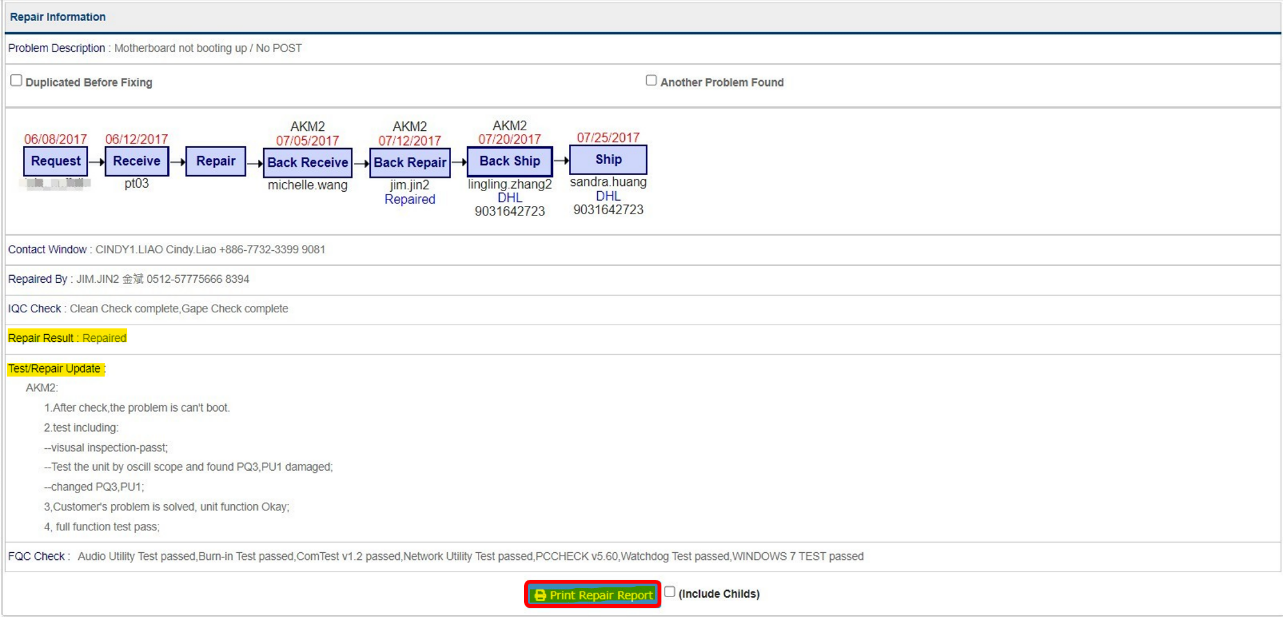 Repair Information
Problem Description : Motherboard not booting up / No POST
Duplicated Before Fixing
Another Problem Found
AKM2 AKM2 AKM2
06/08/2017 06/12/2017 07/05/2017 07/12/2017 07/20/2017 07/25/2017
Request Receive Repair Back Receive Back Repair Back Ship Ship
pt03 michelle.wang jim.jin2 lingling.zhang2 sandra.huang
Repaired DHL DHL
9031642723 9031642723
Contact Window : CINDY1.LIAO Cindy.Liao +886-7732-3399 9081
Repaired By : JIM.JIN2 金斌 0512-57775666 8394
IQC Check : Clean Check complete,Gape Check complete
Repair Result : Repaired
Test/Repair Update :
AKM2:
1.After check,the problem is can't boot.
2.test including:
--visusal inspection-passt;
--Test the unit by oscill scope and found PQ3,PU1 damaged;
--changed PQ3,PU1;
3,Customer's problem is solved, unit function Okay;
4, full function test pass;
FQC Check : Audio Utility Test passed,Burn-in Test passed,ComTest v1.2 passed,Network Utility Test passed,PCCHECK v5.60,Watchdog Test passed,WINDOWS 7 TEST passed
Print Repair Report (Include Childs)